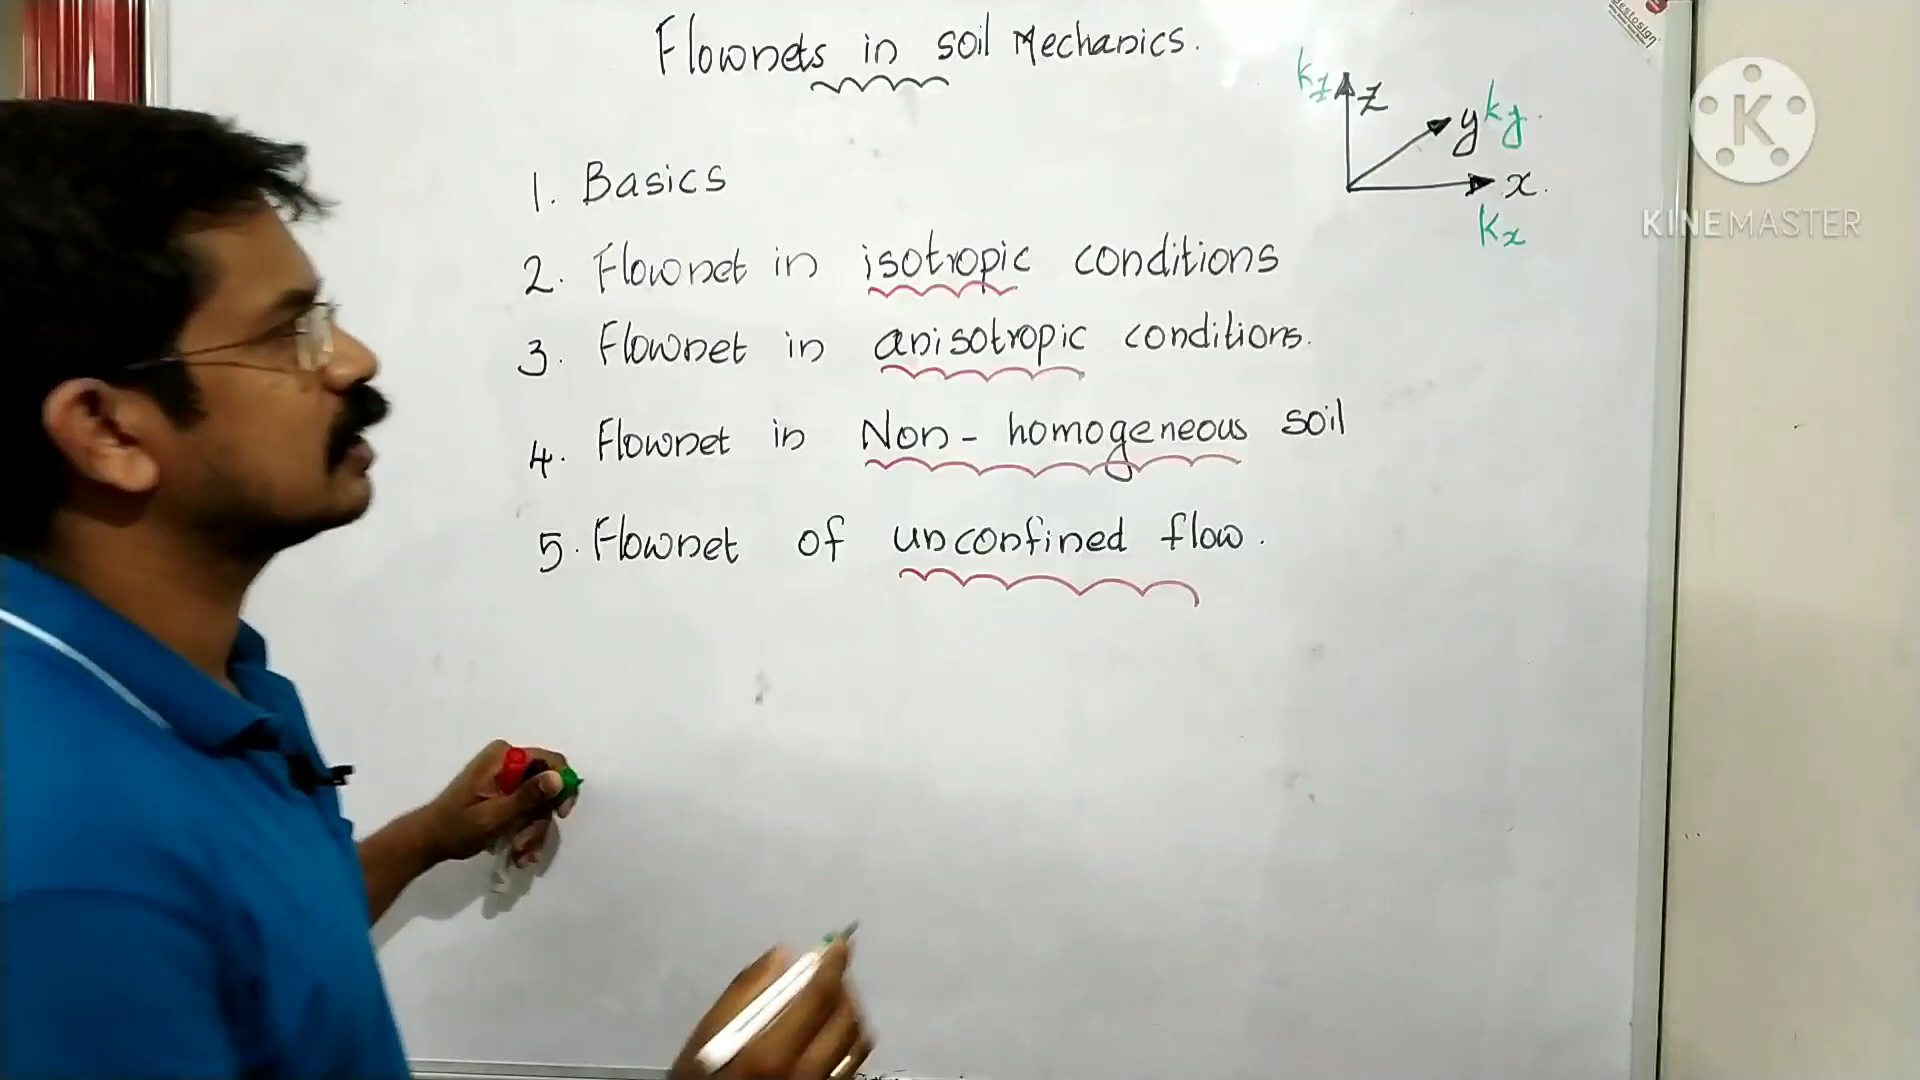 Flownets in soil Mechanics.
kz
z
y ky.
x.
kx
K
KINEMASTER
1. Basics
2. Flownet in isotropic conditions
3. Flownet in anisotropic conditions.
4. Flownet in Non-homogeneous soil
5. Flownet of unconfined flow.